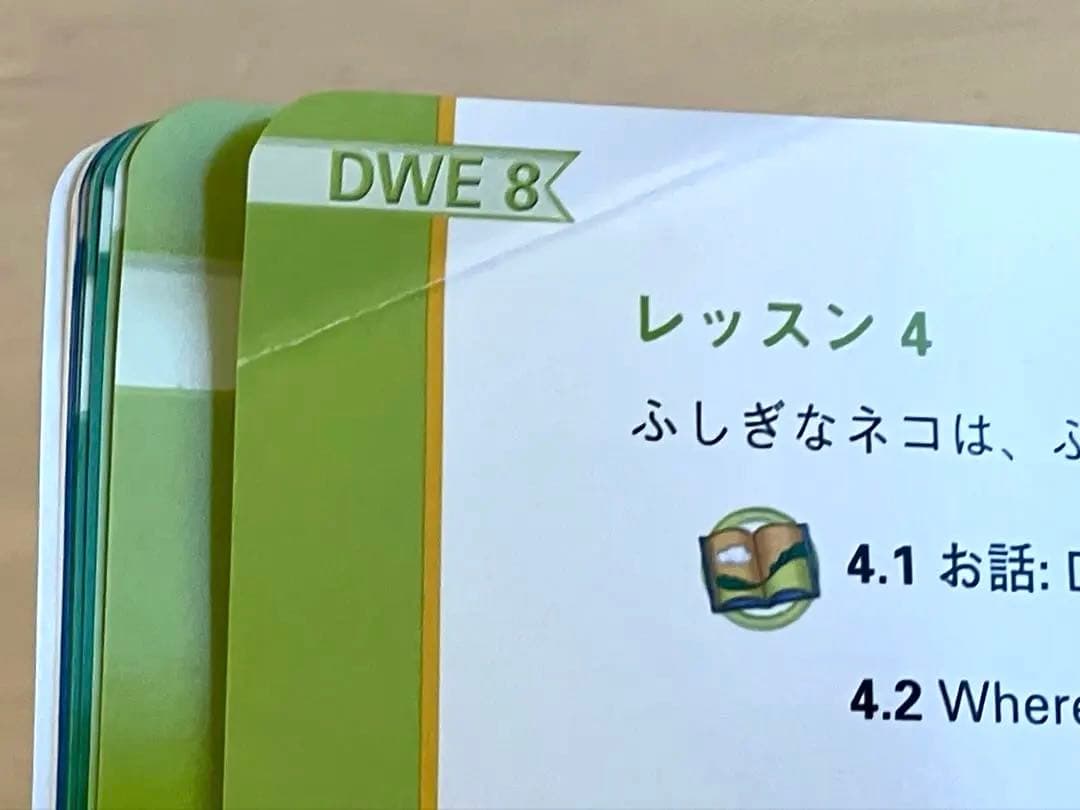 DWE 8
レッスン 4
ふしぎなネコは、
4.1 お話:
4.2 Where